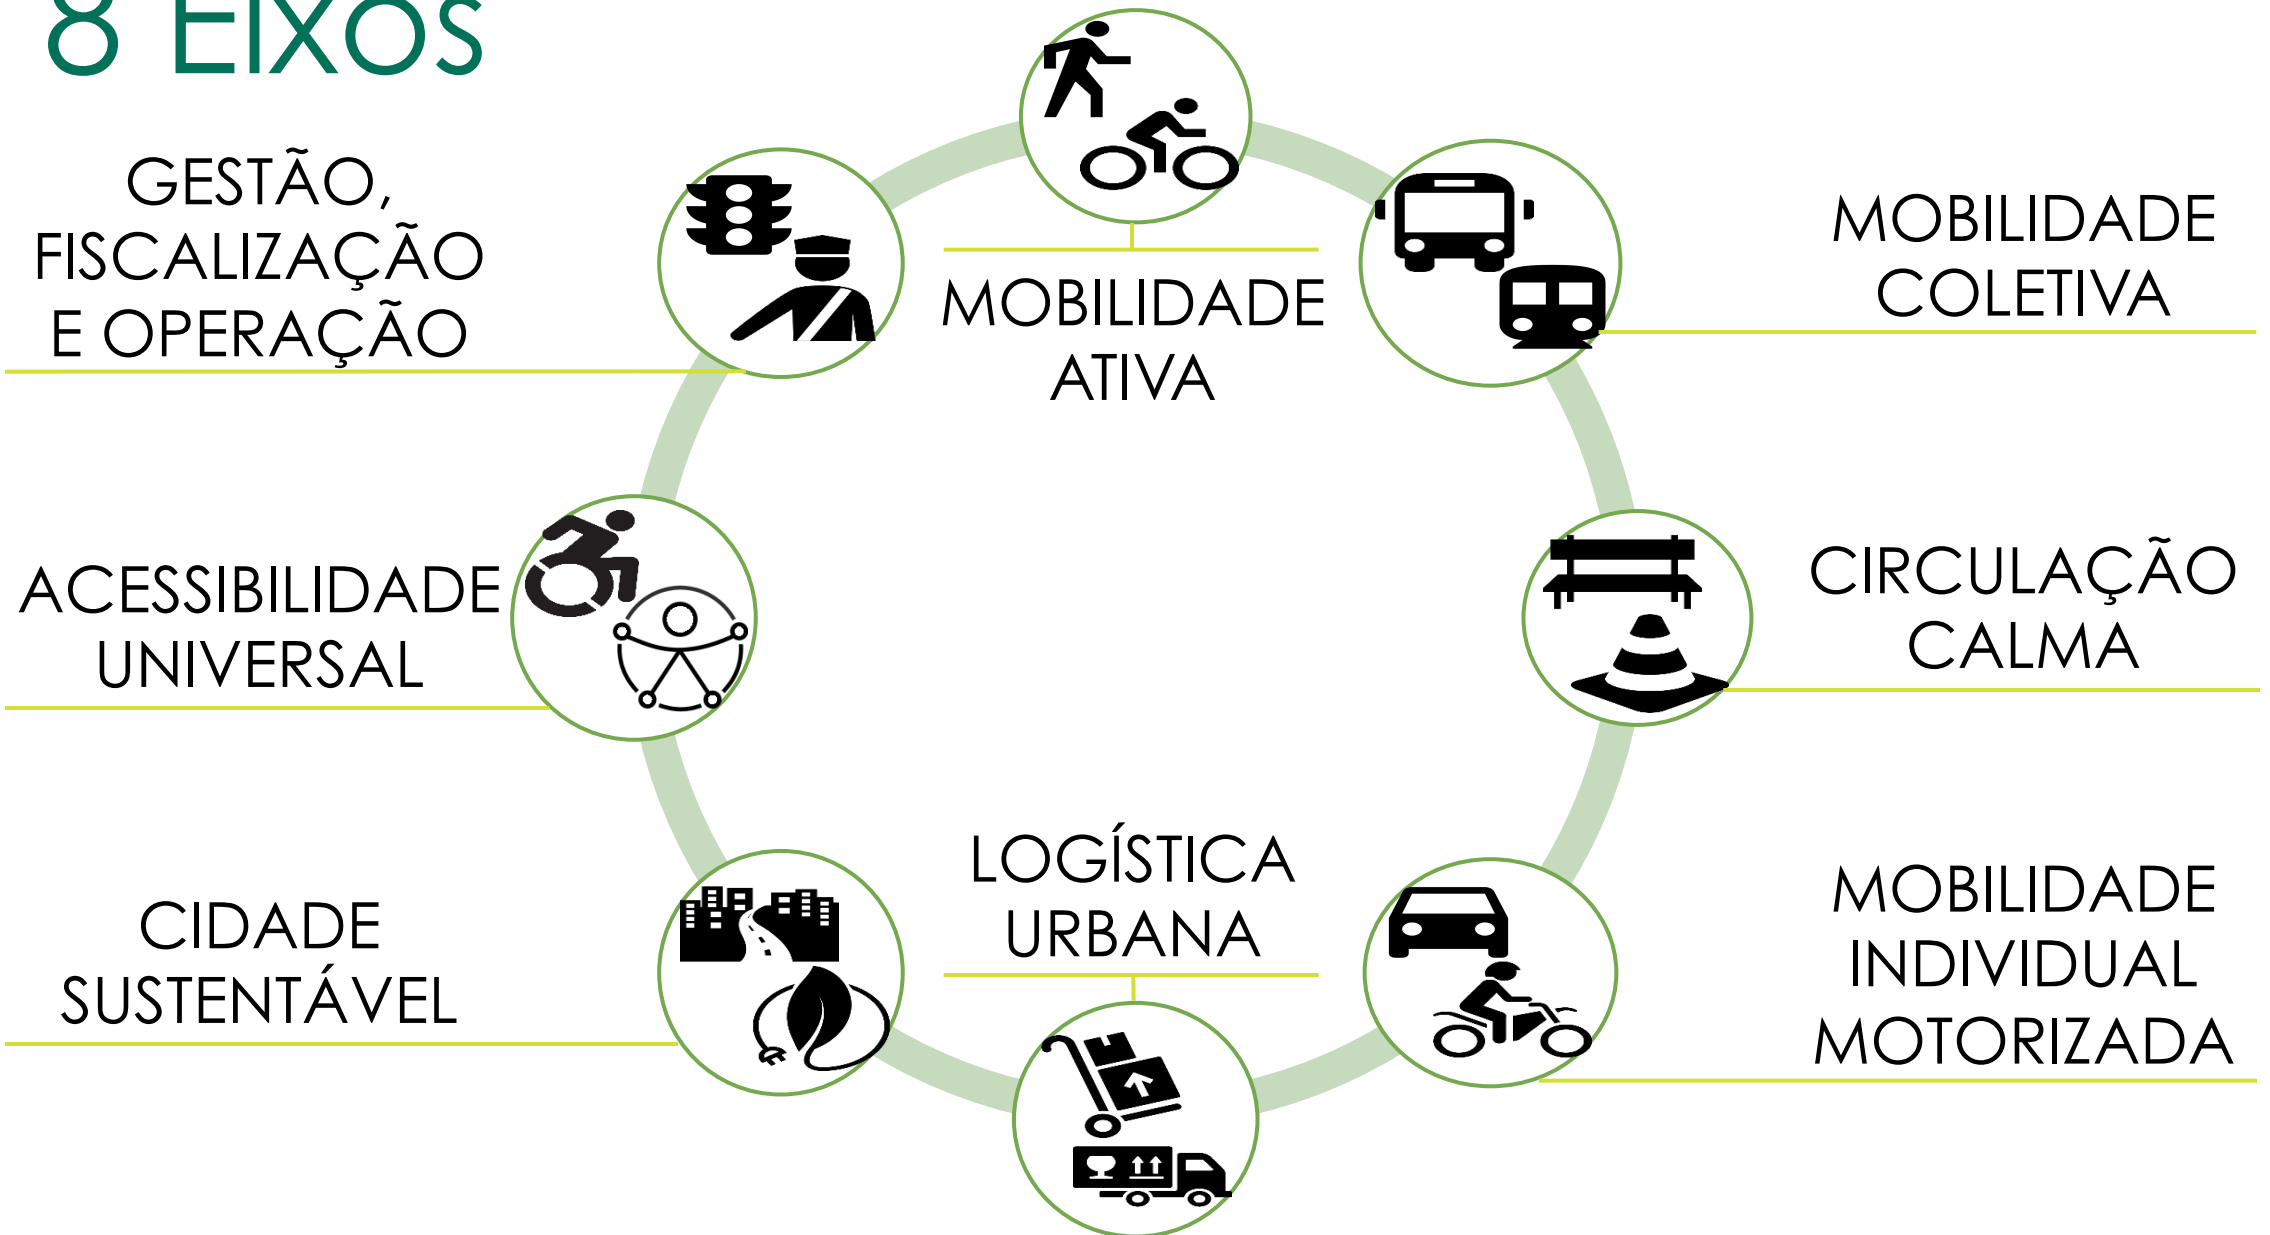 8 EIXOS
GESTÃO,
FISCALIZAÇÃO
E OPERAÇÃO
MOBILIDADE
ATIVA
MOBILIDADE
COLETIVA
ACESSIBILIDADE
UNIVERSAL
CIRCULAÇÃO
CALMA
CIDADE
SUSTENTÁVEL
LOGÍSTICA
URBANA
MOBILIDADE
INDIVIDUAL
MOTORIZADA